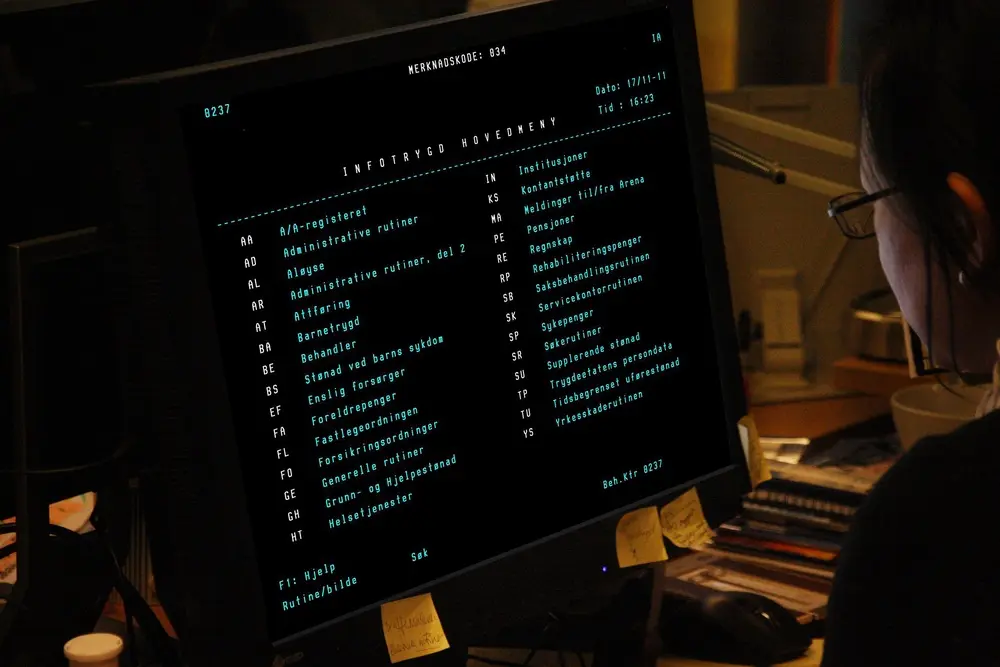 MERKNADSKODE: 034
IA
0237
Dato: 17/11-11
Tid : 16:23
INFOTRYGD HOVEDMENY
AA A/A-registeret
AD Administrative rutiner
AL Aløyse
AR Administrative rutiner, del 2
AT Attføring
BA Barnetrygd
BE Behandler
BS Stønad ved barns sykdom
EF Enslig forsørger
FA Foreldrepenger
FL Fastlegeordningen
FO Forsikringsordninger
GE Generelle rutiner
GH Grunn- og Hjelpestønad
HT Helsetjenester
IN Institusjoner
KS Kontantstøtte
MA Meldinger til/fra Arena
PE Pensjoner
RE Regnskap
RP Rehabiliteringspenger
SB Saksbehandlingsrutinen
SK Servicekontorrutinen
SP Sykepenger
SR Søkerutiner
SU Supplerende stønad
TP Trygdeetatens persondata
TU Tidsbegrenset uførestønad
YS Yrkesskaderutinen
Beh.Ktr 0237
F1: Hjelp Søk
Rutine/bilde